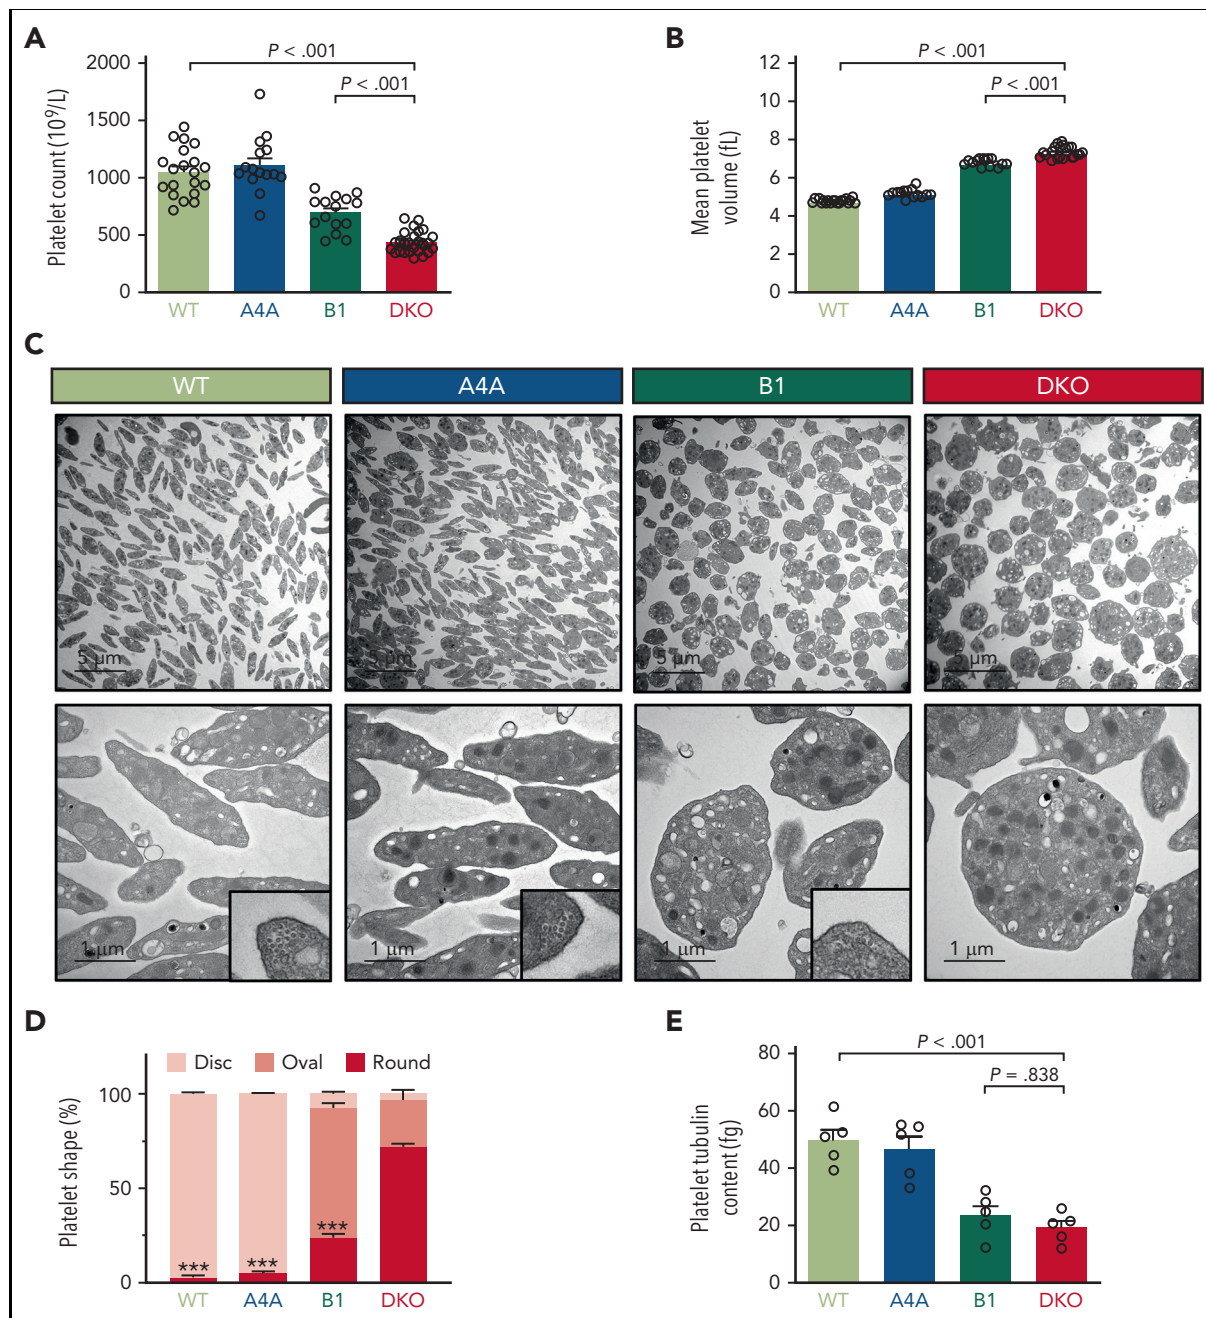 A
Platelet count (10⁹/L)
2000
1500
1000
500
0
P < .001
P < .001
WT A4A B1 DKO
B
Mean platelet
volume (fL)
12
10
8
6
4
2
0
P < .001
P < .001
WT A4A B1 DKO
C
WT A4A B1 DKO
5 μm 5 μm 5 μm 5 μm
1 μm 1 μm 1 μm 1 μm
D
Disc Oval Round
Platelet shape (%)
100
50
0
*** *** ***
WT A4A B1 DKO
E
Platelet tubulin
content (fg)
80
60
40
20
0
P < .001
P = .838
WT A4A B1 DKO